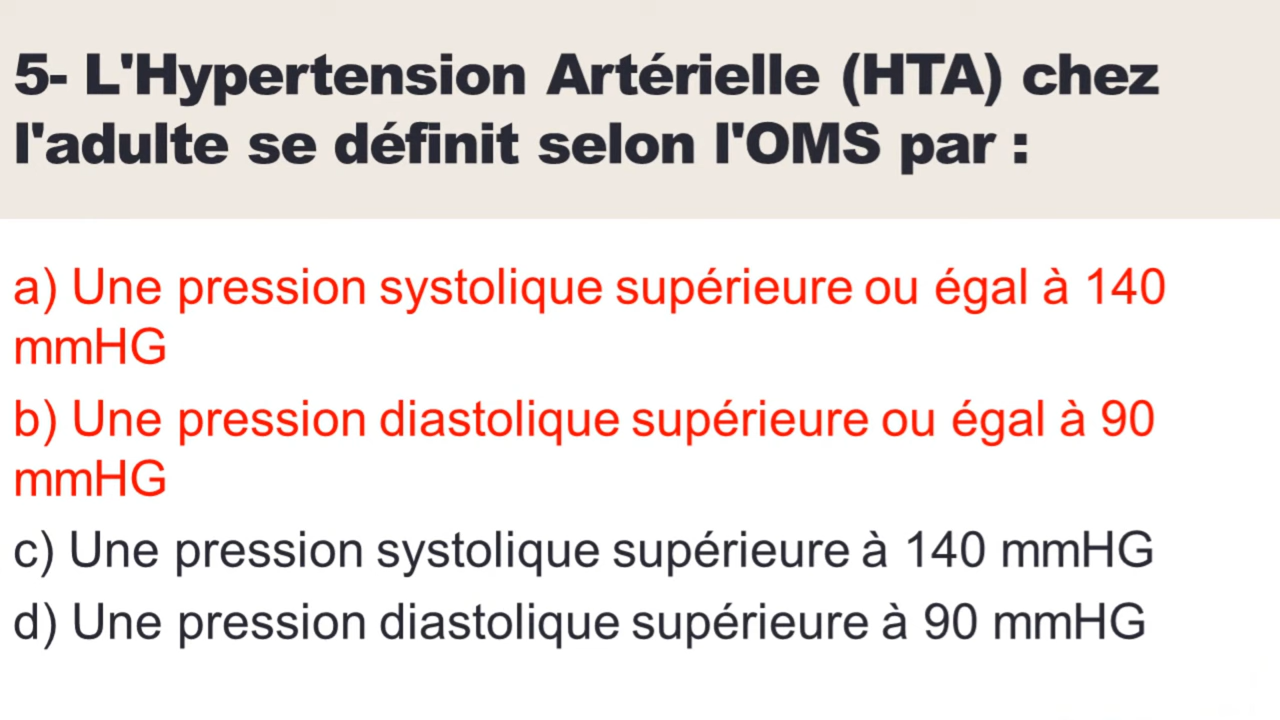 5- L'Hypertension Artérielle (HTA) chez
l'adulte se définit selon l'OMS par :
a) Une pression systolique supérieure ou égal à 140
mmHG
b) Une pression diastolique supérieure ou égal à 90
mmHG
c) Une pression systolique supérieure à 140 mmHG
d) Une pression diastolique supérieure à 90 mmHG